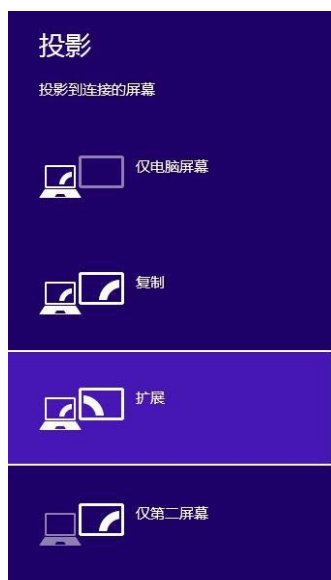 投影
投影到连接的屏幕
仅电脑屏幕
复制
扩展
仅第二屏幕